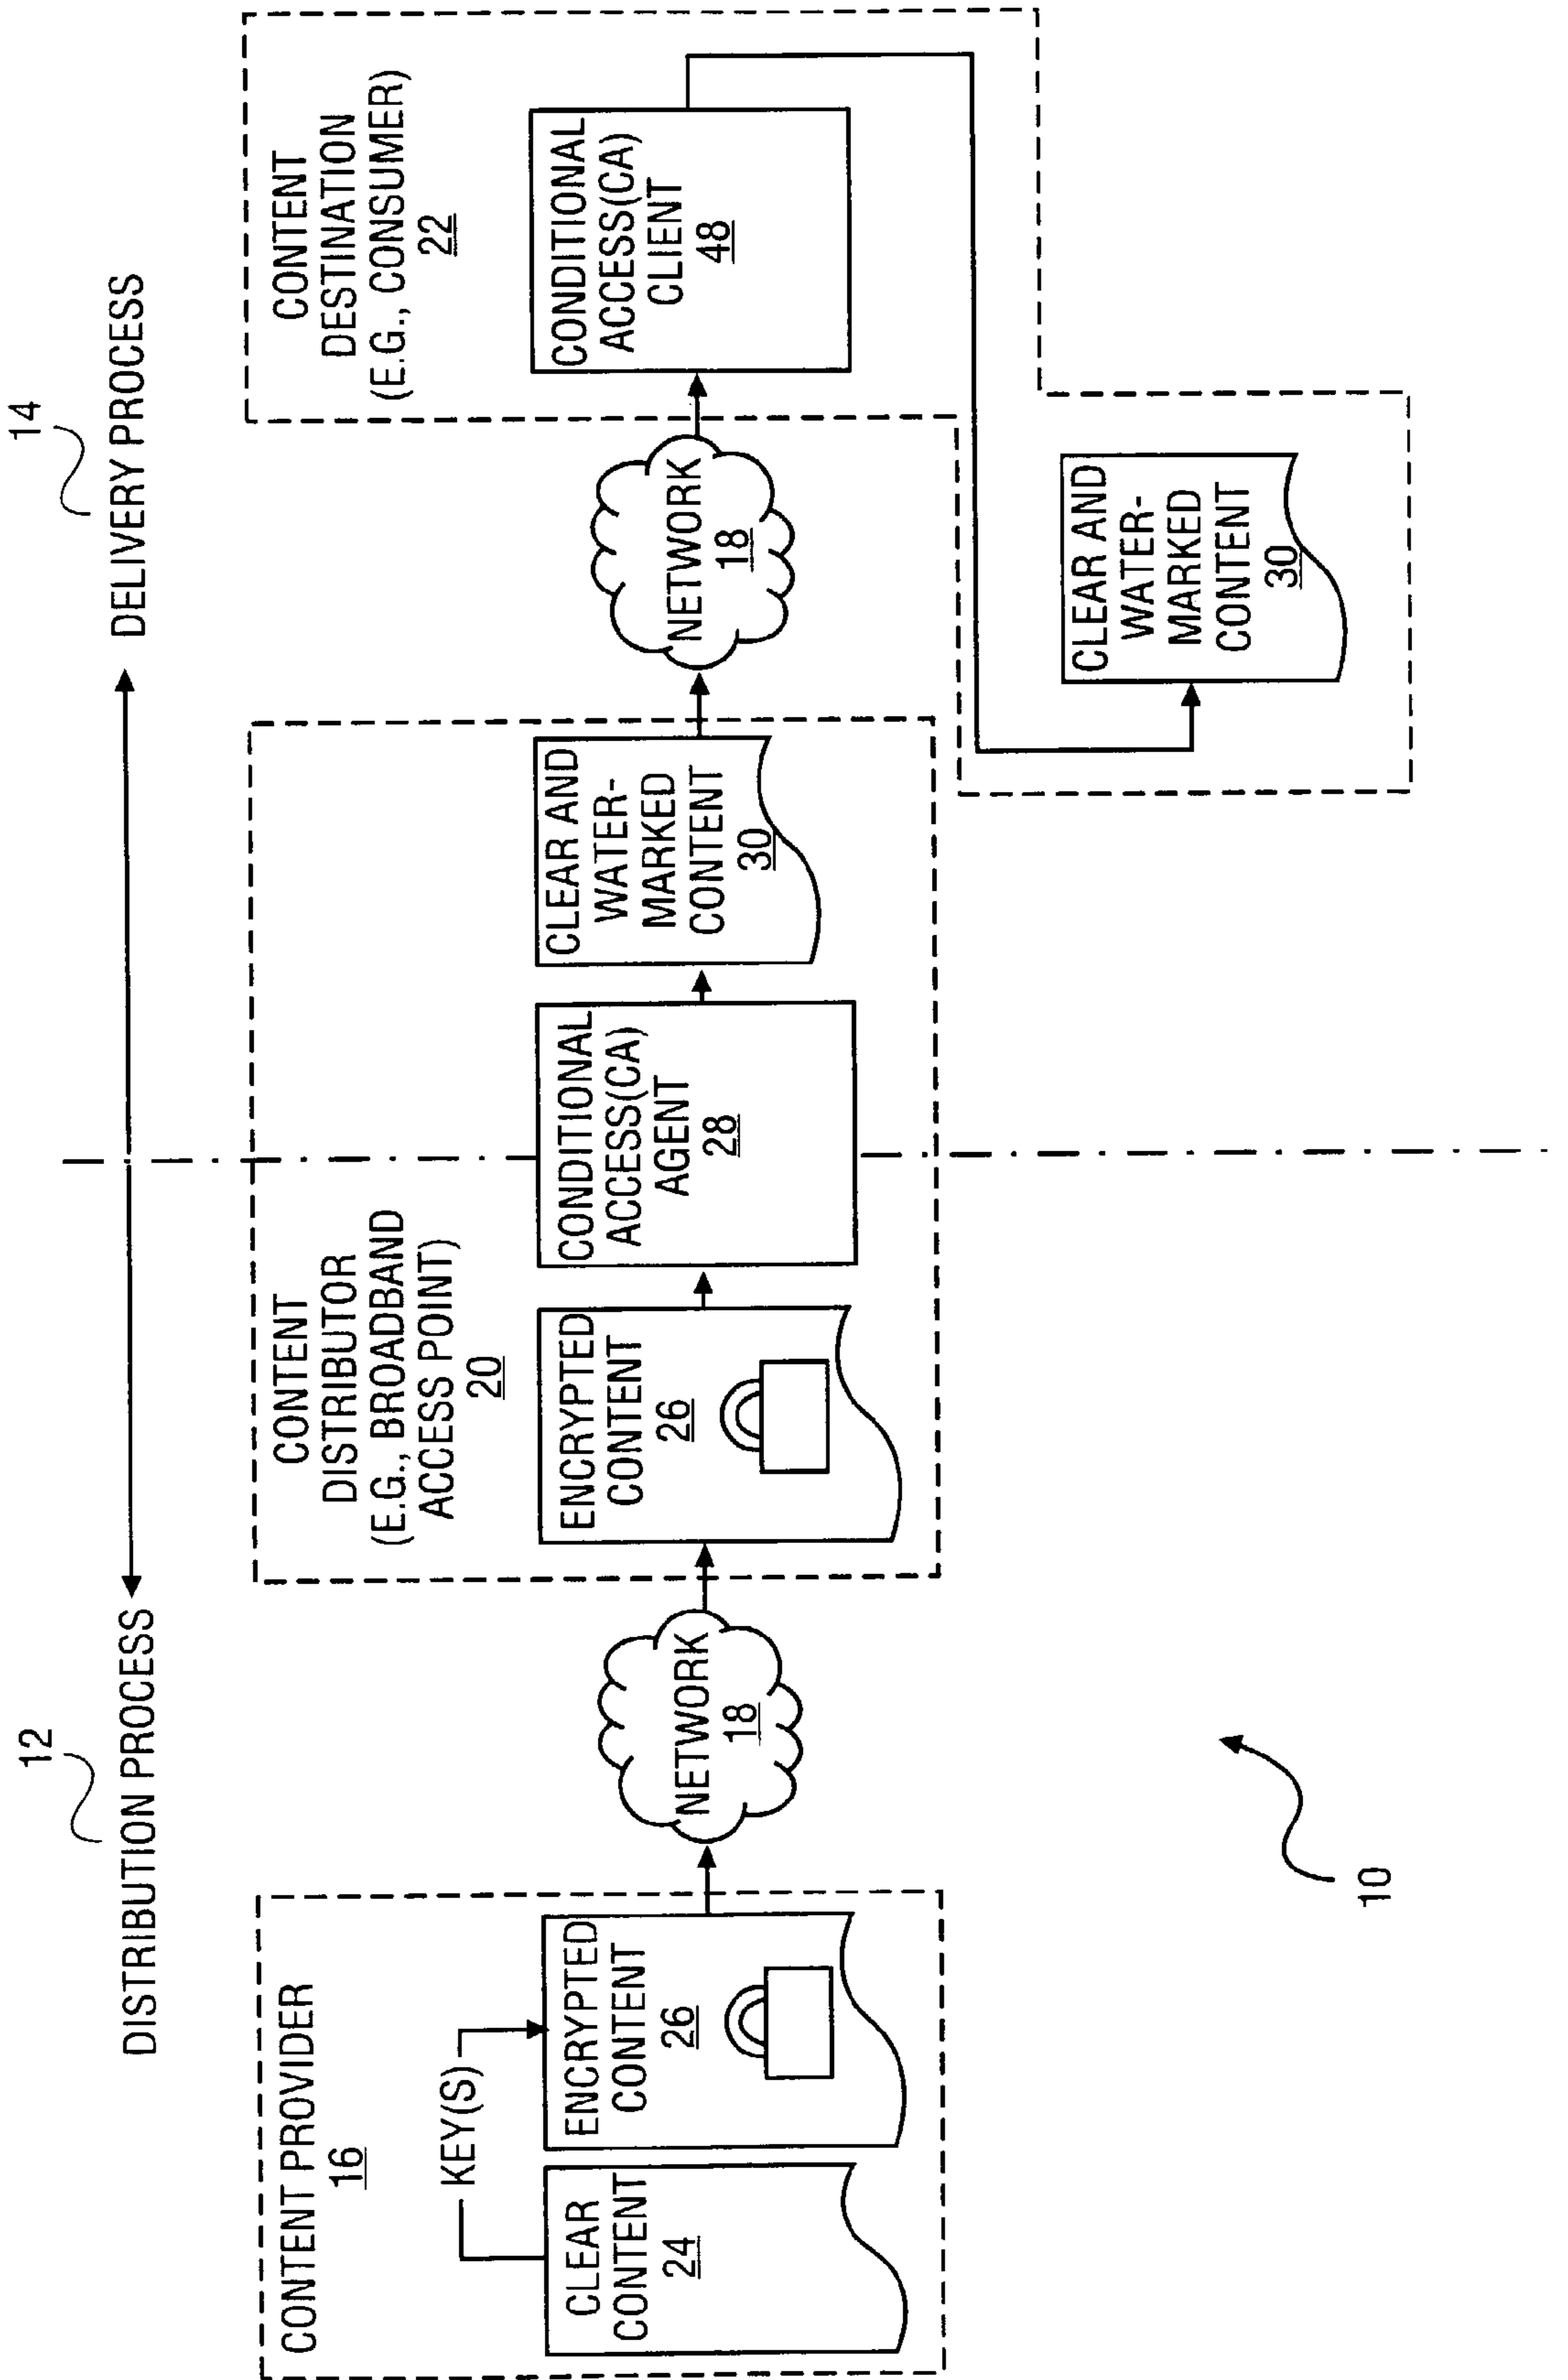 12
DISTRIBUTION PROCESS
14
DELIVERY PROCESS
CONTENT PROVIDER
16
KEY(S)
CLEAR
CONTENT
24
ENCRYPTED
CONTENT
26
NETWORK
18
CONTENT
DISTRIBUTOR
(E.G., BROADBAND
ACCESS POINT)
20
ENCRYPTED
CONTENT
26
CONDITIONAL
ACCESS(CA)
AGENT
28
CLEAR AND
WATER-
MARKED
CONTENT
30
NETWORK
18
CONTENT
DESTINATION
(E.G., CONSUMER)
22
CONDITIONAL
ACCESS(CA)
CLIENT
48
CLEAR AND
WATER-
MARKED
CONTENT
30
10